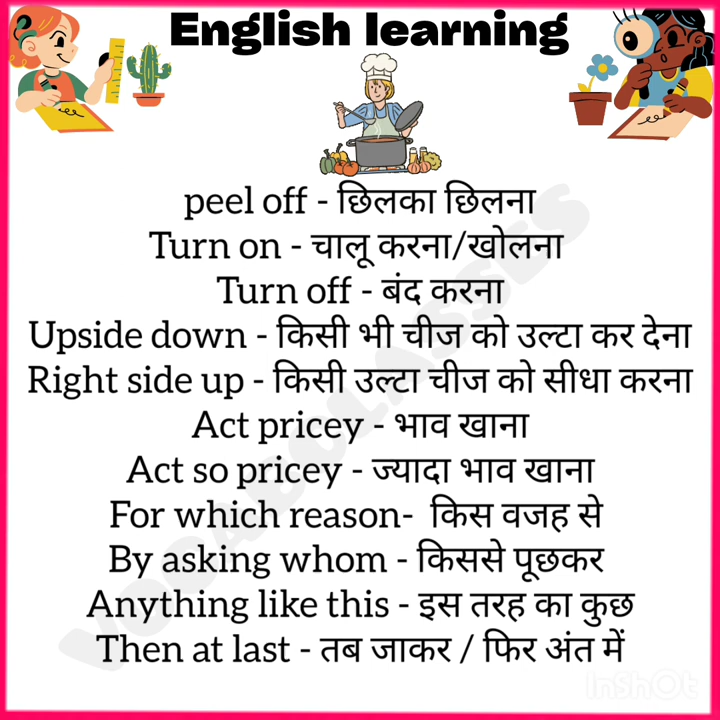 English learning
peel off - छिलका छिलना
Turn on - चालू करना/खोलना
Turn off - बंद करना
Upside down - किसी भी चीज को उल्टा कर देना
Right side up - किसी उल्टा चीज को सीधा करना
Act pricey - भाव खाना
Act so pricey - ज्यादा भाव खाना
For which reason- किस वजह से
By asking whom - किससे पूछकर
Anything like this - इस तरह का कुछ
Then at last - तब जाकर / फिर अंत में
InShOt